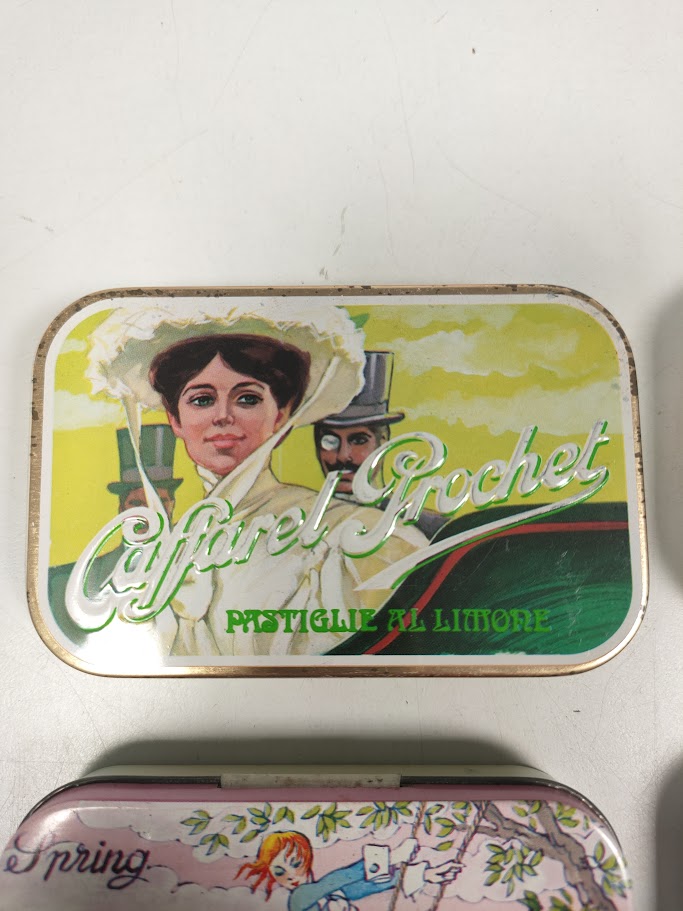 Caffarel Prochet
PASTIGLIE AL LIMONE
Spring